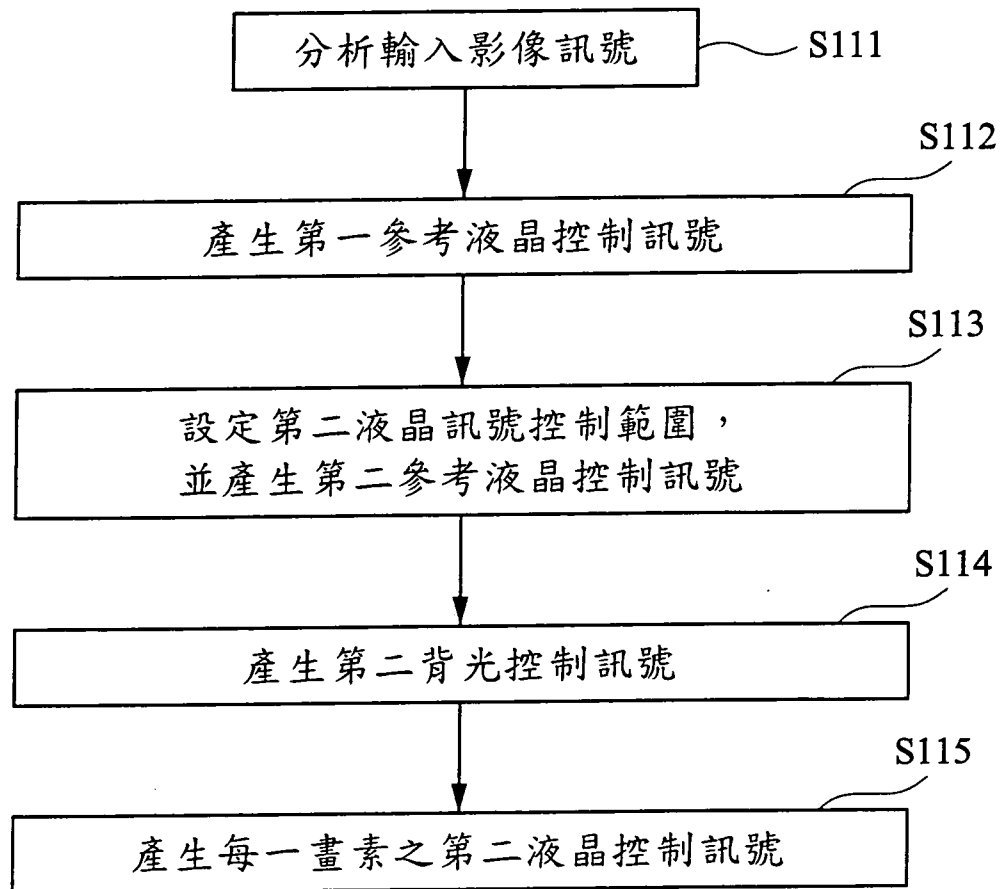 分析輸入影像訊號
S111
S112
產生第一參考液晶控制訊號
S113
設定第二液晶訊號控制範圍，
並產生第二參考液晶控制訊號
S114
產生第二背光控制訊號
S115
產生每一畫素之第二液晶控制訊號